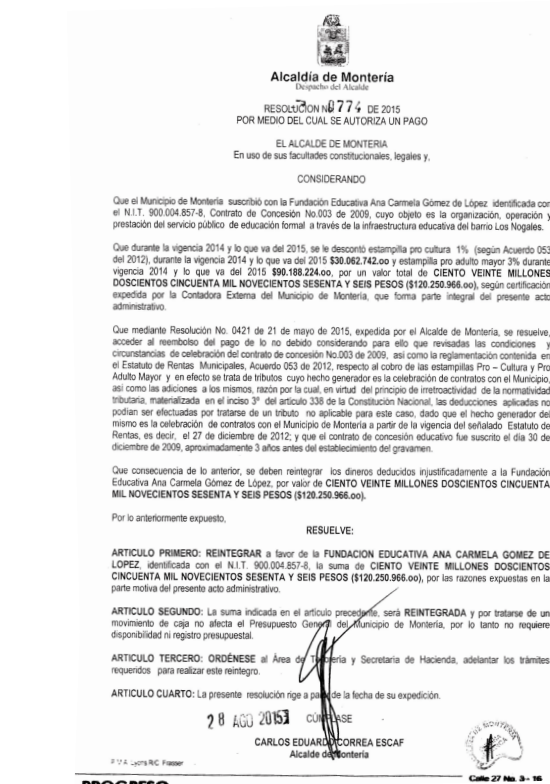 Alcaldía de Montería
Despacho del Alcalde
RESOLUCION No 0774 DE 2015
POR MEDIO DEL CUAL SE AUTORIZA UN PAGO
EL ALCALDE DE MONTERIA
En uso de sus facultades constitucionales, legales y,
CONSIDERANDO
Que el Municipio de Montería suscribió con la Fundación Educativa Ana Carmela Gómez de López identificada con
el N.I.T. 900.004.857-8, Contrato de Concesión No.003 de 2009, cuyo objeto es la organización, operación y
prestación del servicio público de educación formal a través de la infraestructura educativa del barrio Los Nogales.
Que durante la vigencia 2014 y lo que va del 2015, se le descontó estampilla pro cultura 1% (según Acuerdo 053
del 2012), durante la vigencia 2014 y lo que va del 2015 $30.062.742.oo y estampilla pro adulto mayor 3% durante
vigencia 2014 y lo que va del 2015 $90.188.224.oo, por un valor total de CIENTO VEINTE MILLONES
DOSCIENTOS CINCUENTA MIL NOVECIENTOS SESENTA Y SEIS PESOS ($120.250.966.oo), según certificación
expedida por la Contadora Externa del Municipio de Montería, que forma parte integral del presente acto
administrativo.
Que mediante Resolución No. 0421 de 21 de mayo de 2015, expedida por el Alcalde de Montería, se resuelve,
acceder al reembolso del pago de lo no debido considerando para ello que revisadas las condiciones y
circunstancias de celebración del contrato de concesión No.003 de 2009, así como la reglamentación contenida en
el Estatuto de Rentas Municipales, Acuerdo 053 de 2012, respecto al cobro de las estampillas Pro – Cultura y Pro
Adulto Mayor y en efecto se trata de tributos cuyo hecho generador es la celebración de contratos con el Municipio,
así como las adiciones a los mismos, razón por la cual, en virtud del principio de irretroactividad de la normatividad
tributaria, materializada en el inciso 3º del artículo 338 de la Constitución Nacional, las deducciones aplicadas no
podían ser efectuadas por tratarse de un tributo no aplicable para este caso, dado que el hecho generador del
mismo es la celebración de contratos con el Municipio de Montería a partir de la vigencia del señalado Estatuto de
Rentas, es decir, el 27 de diciembre de 2012; y que el contrato de concesión educativo fue suscrito el día 30 de
diciembre de 2009, aproximadamente 3 años antes del establecimiento del gravamen.
Que consecuencia de lo anterior, se deben reintegrar los dineros deducidos injustificadamente a la Fundación
Educativa Ana Carmela Gómez de López, por valor de CIENTO VEINTE MILLONES DOSCIENTOS CINCUENTA
MIL NOVECIENTOS SESENTA Y SEIS PESOS ($120.250.966.oo).
Por lo anteriormente expuesto,
RESUELVE:
ARTICULO PRIMERO: REINTEGRAR a favor de la FUNDACION EDUCATIVA ANA CARMELA GOMEZ DE
LOPEZ, identificada con el N.I.T. 900.004.857-8, la suma de CIENTO VEINTE MILLONES DOSCIENTOS
CINCUENTA MIL NOVECIENTOS SESENTA Y SEIS PESOS ($120.250.966.oo), por las razones expuestas en la
parte motiva del presente acto administrativo.
ARTICULO SEGUNDO: La suma indicada en el artículo precedente, será REINTEGRADA y por tratarse de un
movimiento de caja no afecta el Presupuesto General del Municipio de Montería, por lo tanto no requiere
disponibilidad ni registro presupuestal.
ARTICULO TERCERO: ORDÉNESE al Área de Tesorería y Secretaria de Hacienda, adelantar los trámites
requeridos para realizar este reintegro.
ARTICULO CUARTO: La presente resolución rige a partir de la fecha de su expedición.
28 AGO 2015 CÚMPLASE
CARLOS EDUARDO CORREA ESCAF
Alcalde de Montería
Calle 27 No. 3 - 16
PROGRESO